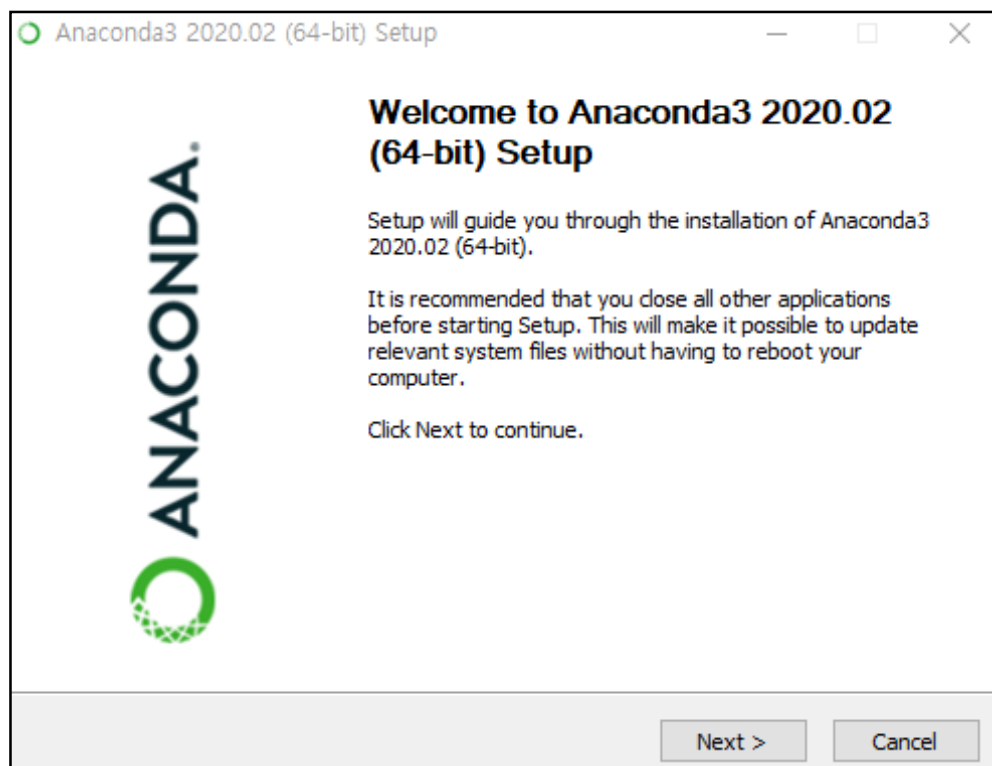 Anaconda3 2020.02 (64-bit) Setup
ANACONDA.
Welcome to Anaconda3 2020.02
(64-bit) Setup
Setup will guide you through the installation of Anaconda3
2020.02 (64-bit).
It is recommended that you close all other applications
before starting Setup. This will make it possible to update
relevant system files without having to reboot your
computer.
Click Next to continue.
Next >
Cancel